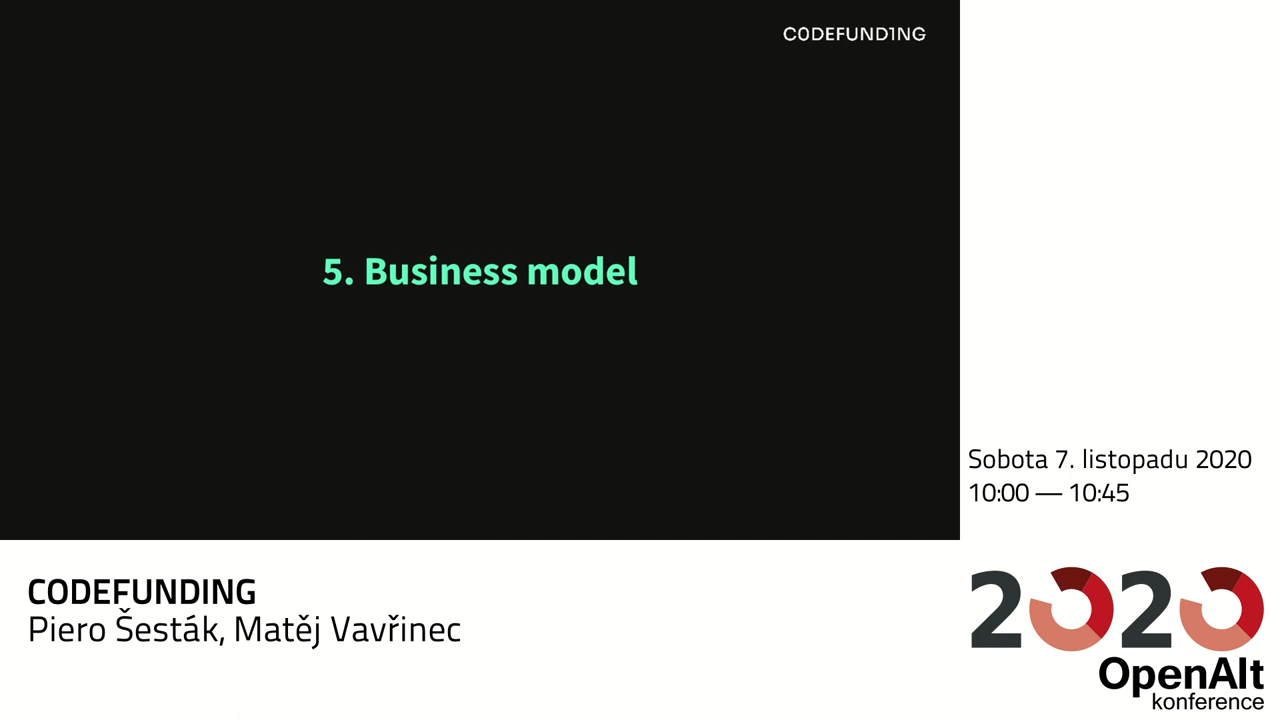 C0DEFUND1NG
5. Business model
Sobota 7. listopadu 2020
10:00 — 10:45
CODEFUNDING
Piero Šesták, Matěj Vavřinec
2020
OpenAlt
konference